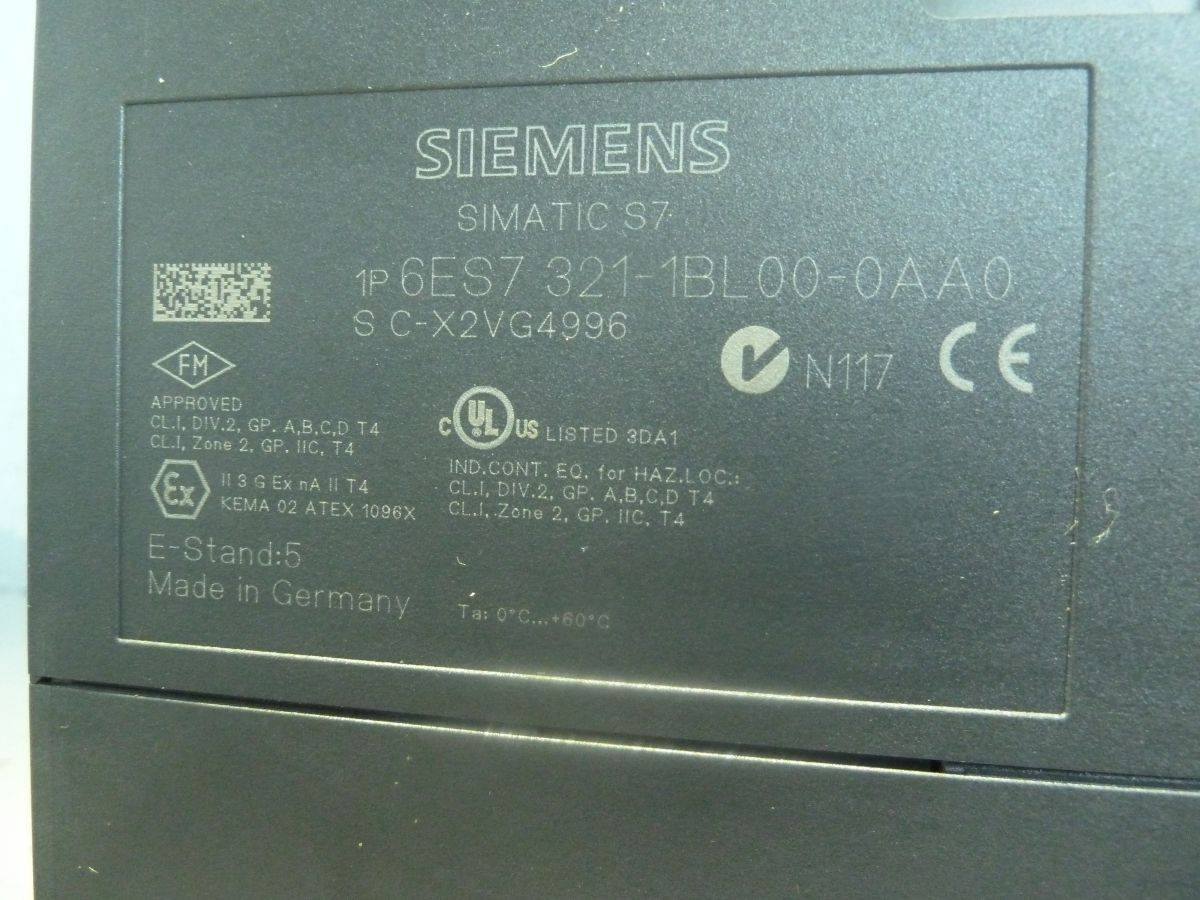 SIEMENS
SIMATIC S7
1P 6ES7 321-1BL00-0AA0
S C-X2VG4996
N117 CE
FM
APPROVED
CL.I, DIV.2, GP. A,B,C,D T4
CL.I, Zone 2, GP. IIC, T4
C UL US LISTED 3DA1
IND.CONT. EQ. for HAZ.LOC.:
CL.I, DIV.2, GP. A,B,C,D T4
CL.I, Zone 2, GP. IIC, T4
Ex II 3 G Ex nA II T4
KEMA 02 ATEX 1096X
E-Stand:5
Made in Germany
Ta: 0°C...+60°C